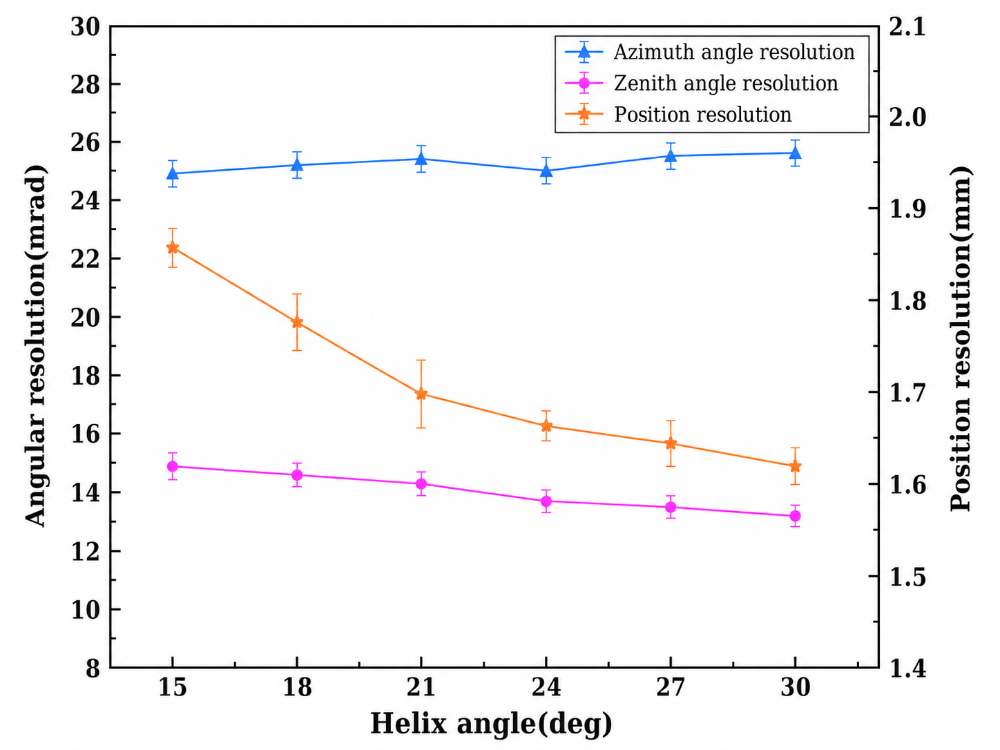 30
28
26
24
22
20
18
16
14
12
10
8
Angular resolution(mrad)
Azimuth angle resolution
Zenith angle resolution
Position resolution
2.1
2.0
1.9
1.8
1.7
1.6
1.5
1.4
Position resolution(mm)
15 18 21 24 27 30
Helix angle(deg)